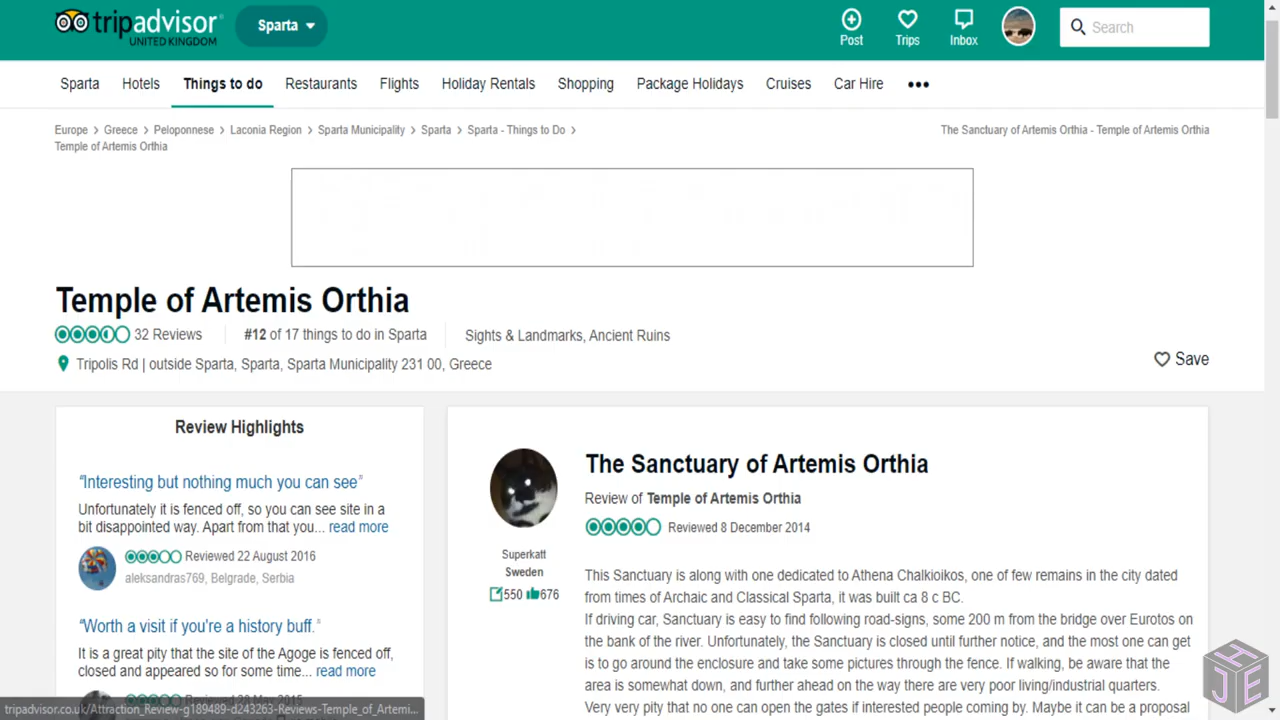 tripadvisor
UNITED KINGDOM
Sparta
Post
Trips
Inbox
Search
Sparta Hotels Things to do Restaurants Flights Holiday Rentals Shopping Package Holidays Cruises Car Hire •••
Europe > Greece > Peloponnese > Laconia Region > Sparta Municipality > Sparta > Sparta - Things to Do >
Temple of Artemis Orthia
The Sanctuary of Artemis Orthia - Temple of Artemis Orthia
Temple of Artemis Orthia
32 Reviews #12 of 17 things to do in Sparta Sights & Landmarks, Ancient Ruins
Tripolis Rd | outside Sparta, Sparta, Sparta Municipality 231 00, Greece
Save
Review Highlights
“Interesting but nothing much you can see”
Unfortunately it is fenced off, so you can see site in a
bit disappointed way. Apart from that you... read more
Reviewed 22 August 2016
aleksandras769, Belgrade, Serbia
“Worth a visit if you're a history buff.”
It is a great pity that the site of the Agoge is fenced off,
closed and appeared so for some time... read more
tripadvisor.co.uk/Attraction_Review-g189489-d243263-Reviews-Temple_of_Artemi...
The Sanctuary of Artemis Orthia
Review of Temple of Artemis Orthia
Reviewed 8 December 2014
Superkatt
Sweden
550 676
This Sanctuary is along with one dedicated to Athena Chalkioikos, one of few remains in the city dated
from times of Archaic and Classical Sparta, it was built ca 8 c BC.
If driving car, Sanctuary is easy to find following road-signs, some 200 m from the bridge over Eurotos on
the bank of the river. Unfortunately, the Sanctuary is closed until further notice, and the most one can get
is to go around the enclosure and take some pictures through the fence. If walking, be aware that the
area is somewhat down, and further ahead on the way there are very poor living/industrial quarters.
Very very pity that no one can open the gates if interested people coming by. Maybe it can be a proposal
HJE